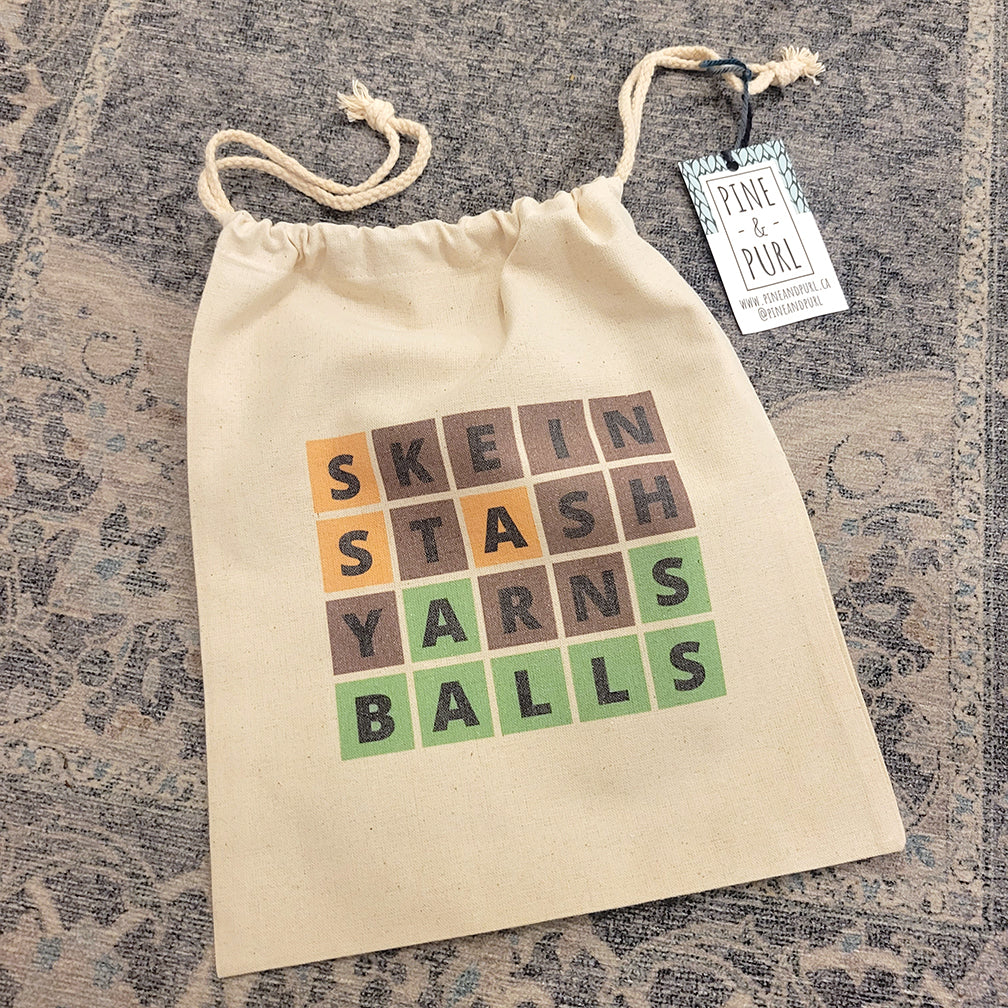 PINE
- & -
PURL
WWW.PINEANDPURL.CA
@PINEANDPURL
SKEIN
STASH
YARNS
BALLS